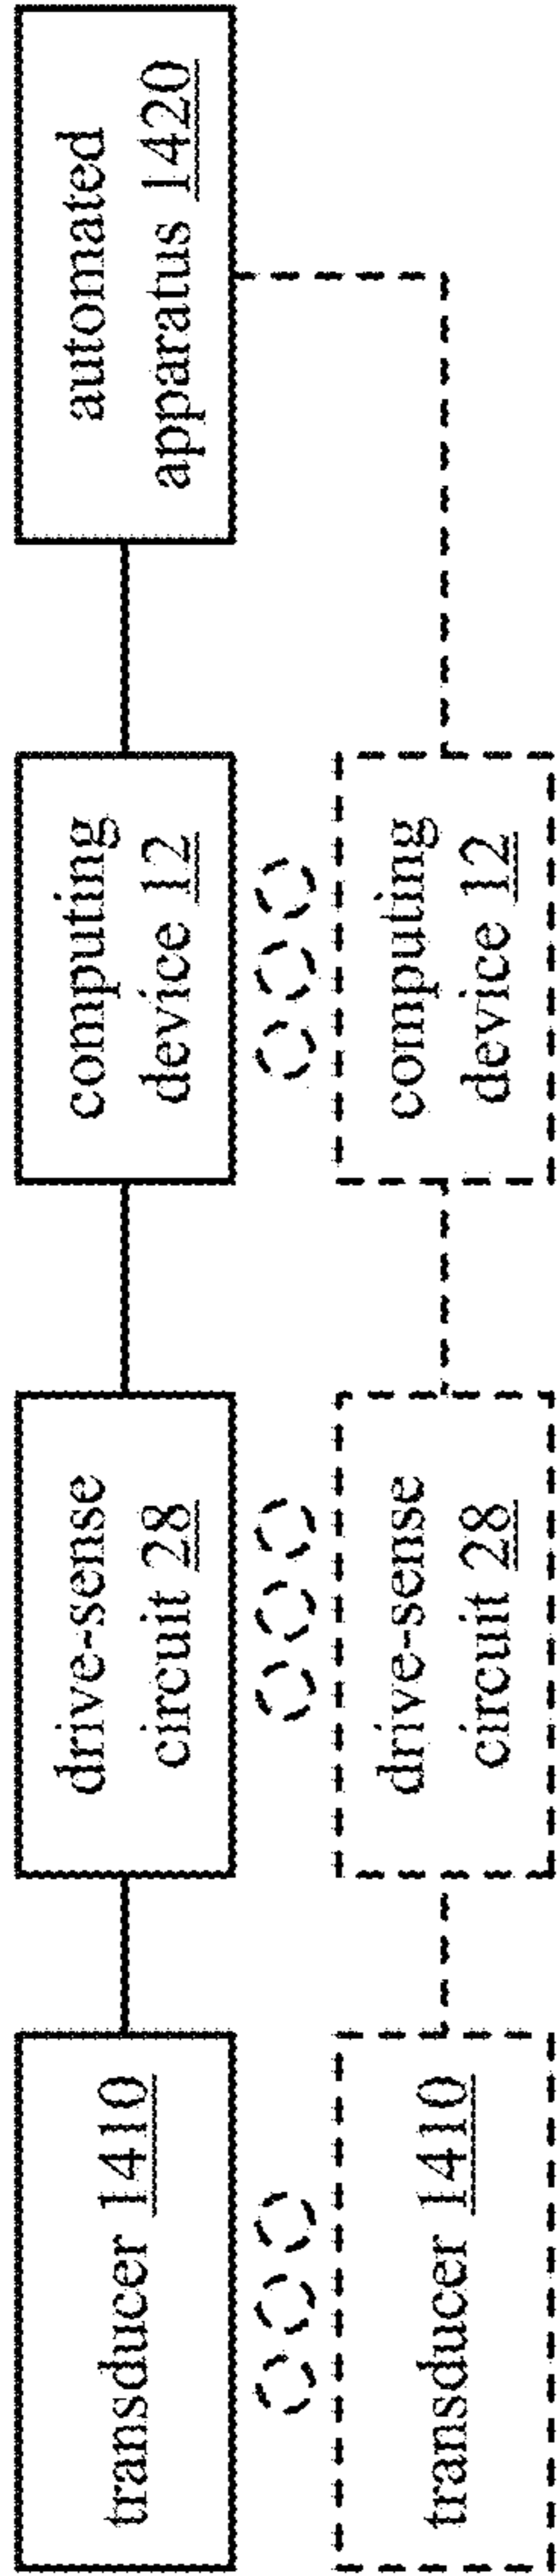 transducer 1410
drive-sense
circuit 28
computing
device 12
automated
apparatus 1420
transducer 1410
drive-sense
circuit 28
computing
device 12